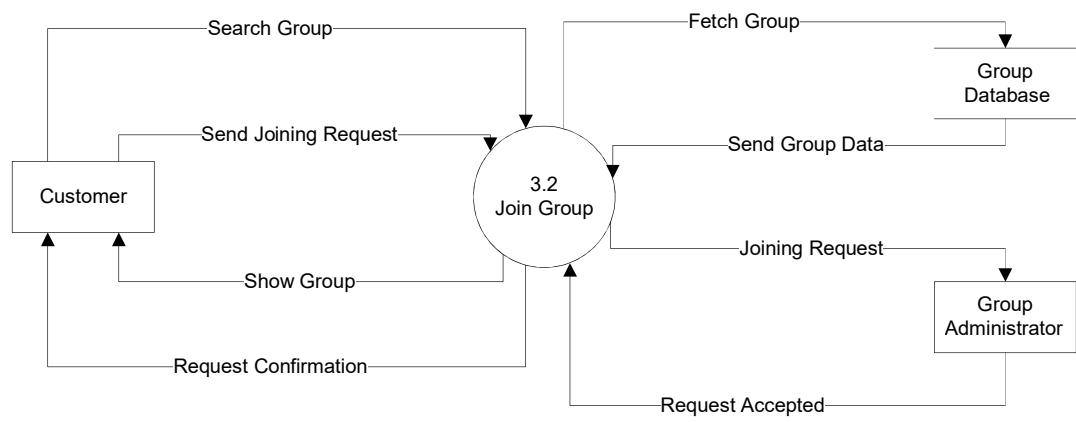 Search Group
Fetch Group
Group
Database
Send Joining Request
Send Group Data
Customer
3.2
Join Group
Joining Request
Show Group
Group
Administrator
Request Confirmation
Request Accepted